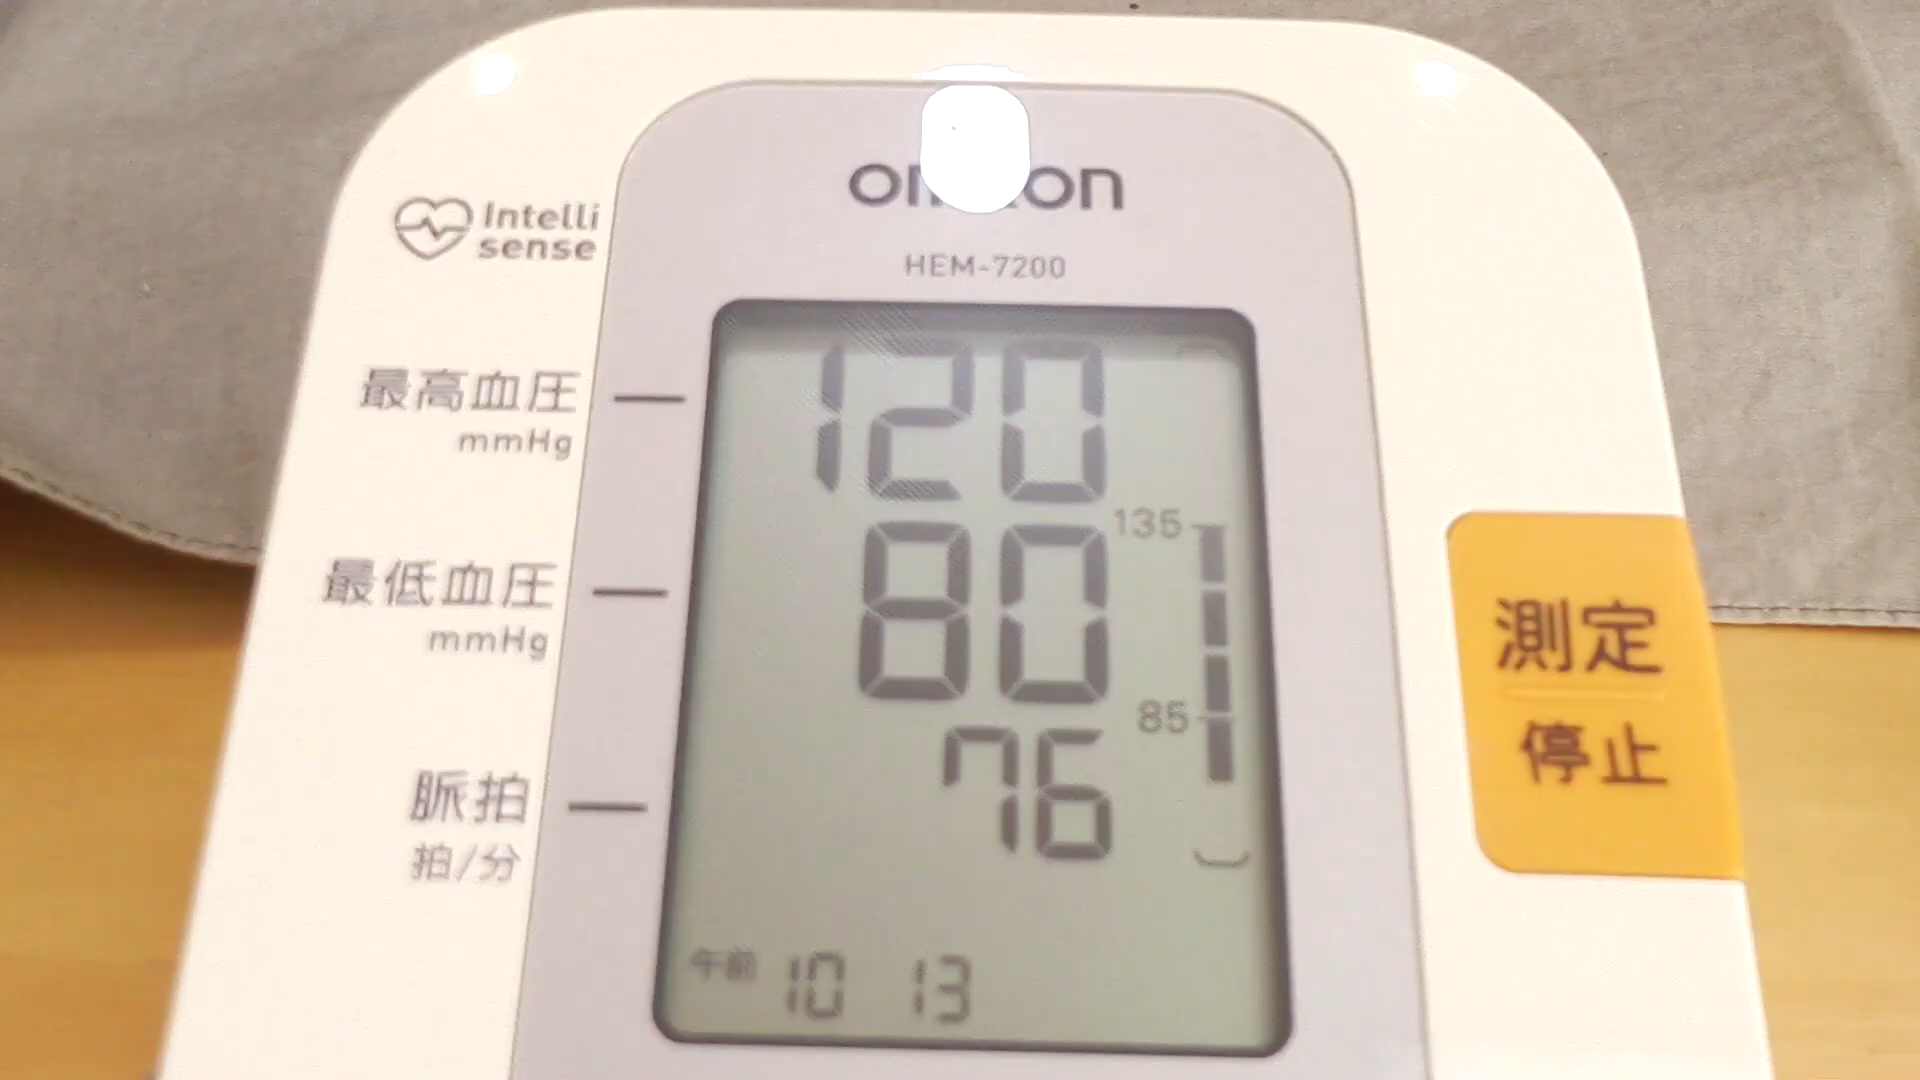 omron
HEM-7200
Intelli
sense
最高血圧
mmHg
120
最低血圧
mmHg
80
135
85
脈拍
拍/分
76
午前 10 13
測定
停止